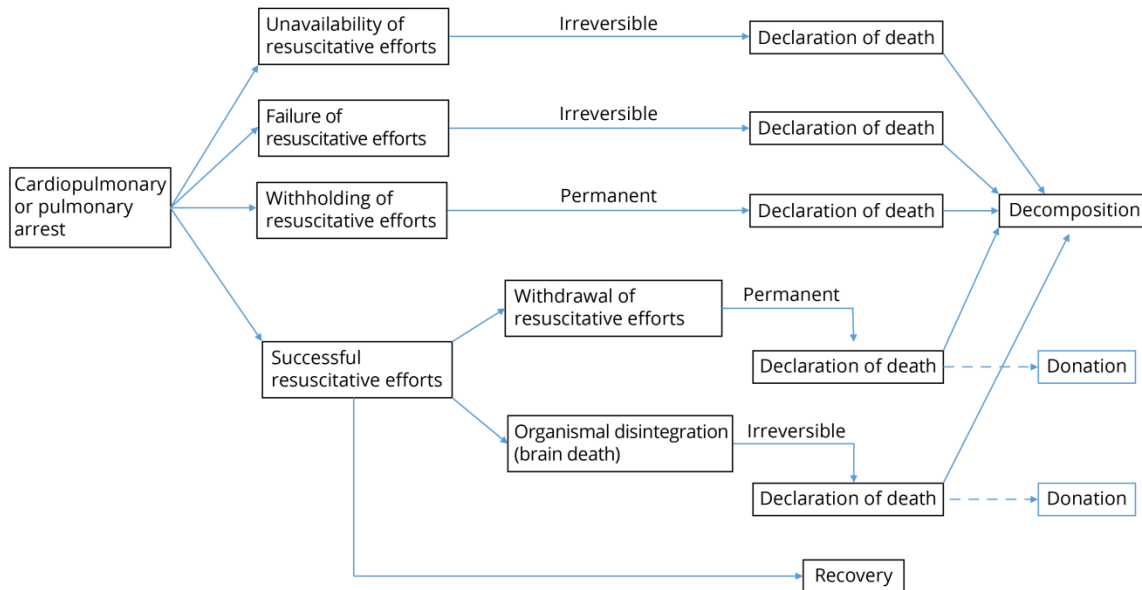 Unavailability of
resuscitative efforts
Irreversible
Declaration of death
Failure of
resuscitative efforts
Irreversible
Declaration of death
Cardiopulmonary
or pulmonary
arrest
Withholding of
resuscitative efforts
Permanent
Declaration of death
Decomposition
Withdrawal of
resuscitative efforts
Permanent
Successful
resuscitative efforts
Declaration of death
Donation
Organismal disintegration
(brain death)
Irreversible
Declaration of death
Donation
Recovery